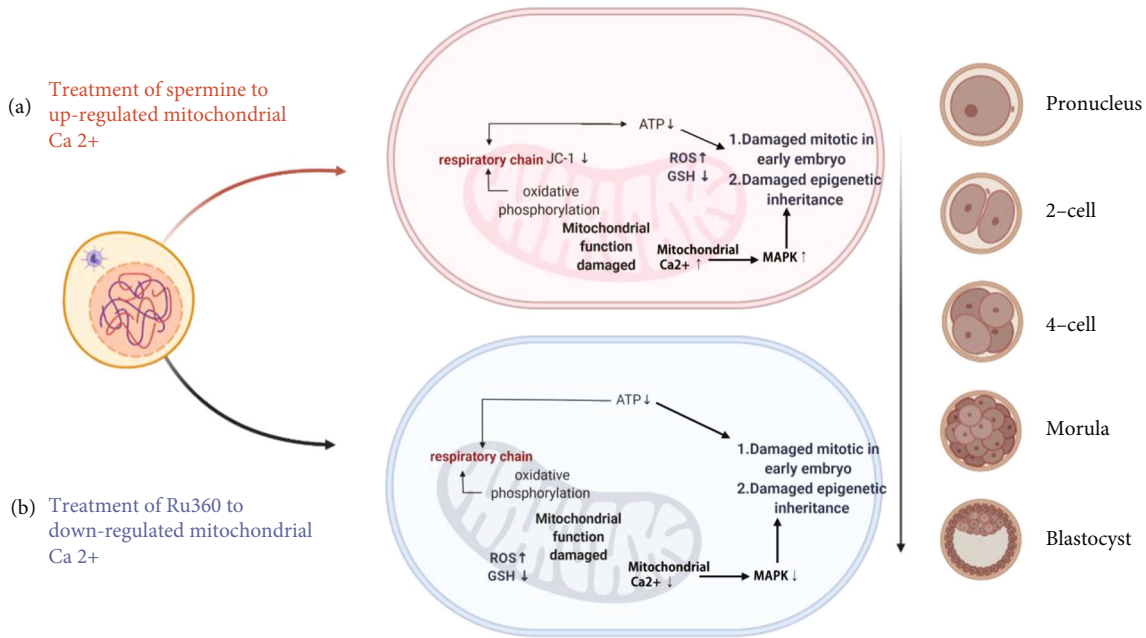 (a)
Treatment of spermine to
up-regulated mitochondrial
Ca 2+
ATP↓
respiratory chain JC-1 ↓
oxidative
phosphorylation
ROS↑
GSH ↓
1.Damaged mitotic in
early embryo
2.Damaged epigenetic
inheritance
Mitochondrial
function
damaged
Mitochondrial
Ca2+ ↑
MAPK ↑
(b)
Treatment of Ru360 to
down-regulated mitochondrial
Ca 2+
ATP↓
respiratory chain
oxidative
phosphorylation
1.Damaged mitotic in
early embryo
2.Damaged epigenetic
inheritance
Mitochondrial
function
damaged
ROS↑
GSH ↓
Mitochondrial
Ca2+ ↓
MAPK ↓
Pronucleus
2–cell
4–cell
Morula
Blastocyst